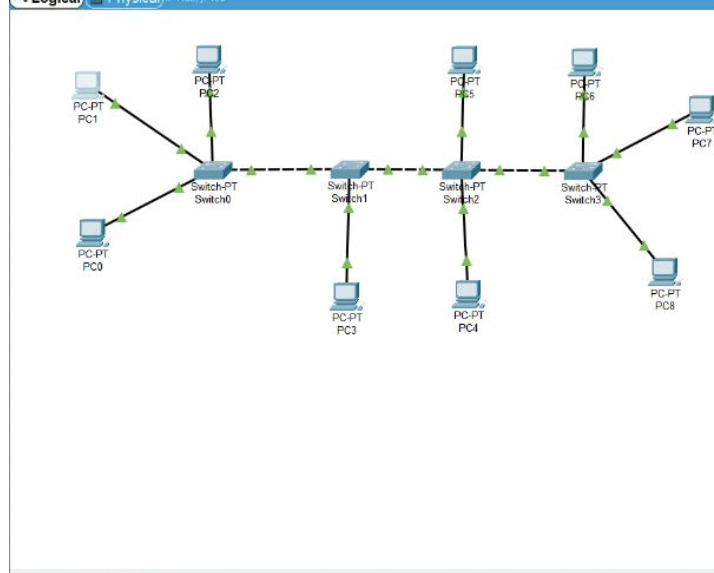 Logical Physical
PC-PT
PC1
PC-PT
PC2
PC-PT
PC5
PC-PT
PC6
PC-PT
PC7
Switch-PT
Switch0
Switch-PT
Switch1
Switch-PT
Switch2
Switch-PT
Switch3
PC-PT
PC0
PC-PT
PC3
PC-PT
PC4
PC-PT
PC8